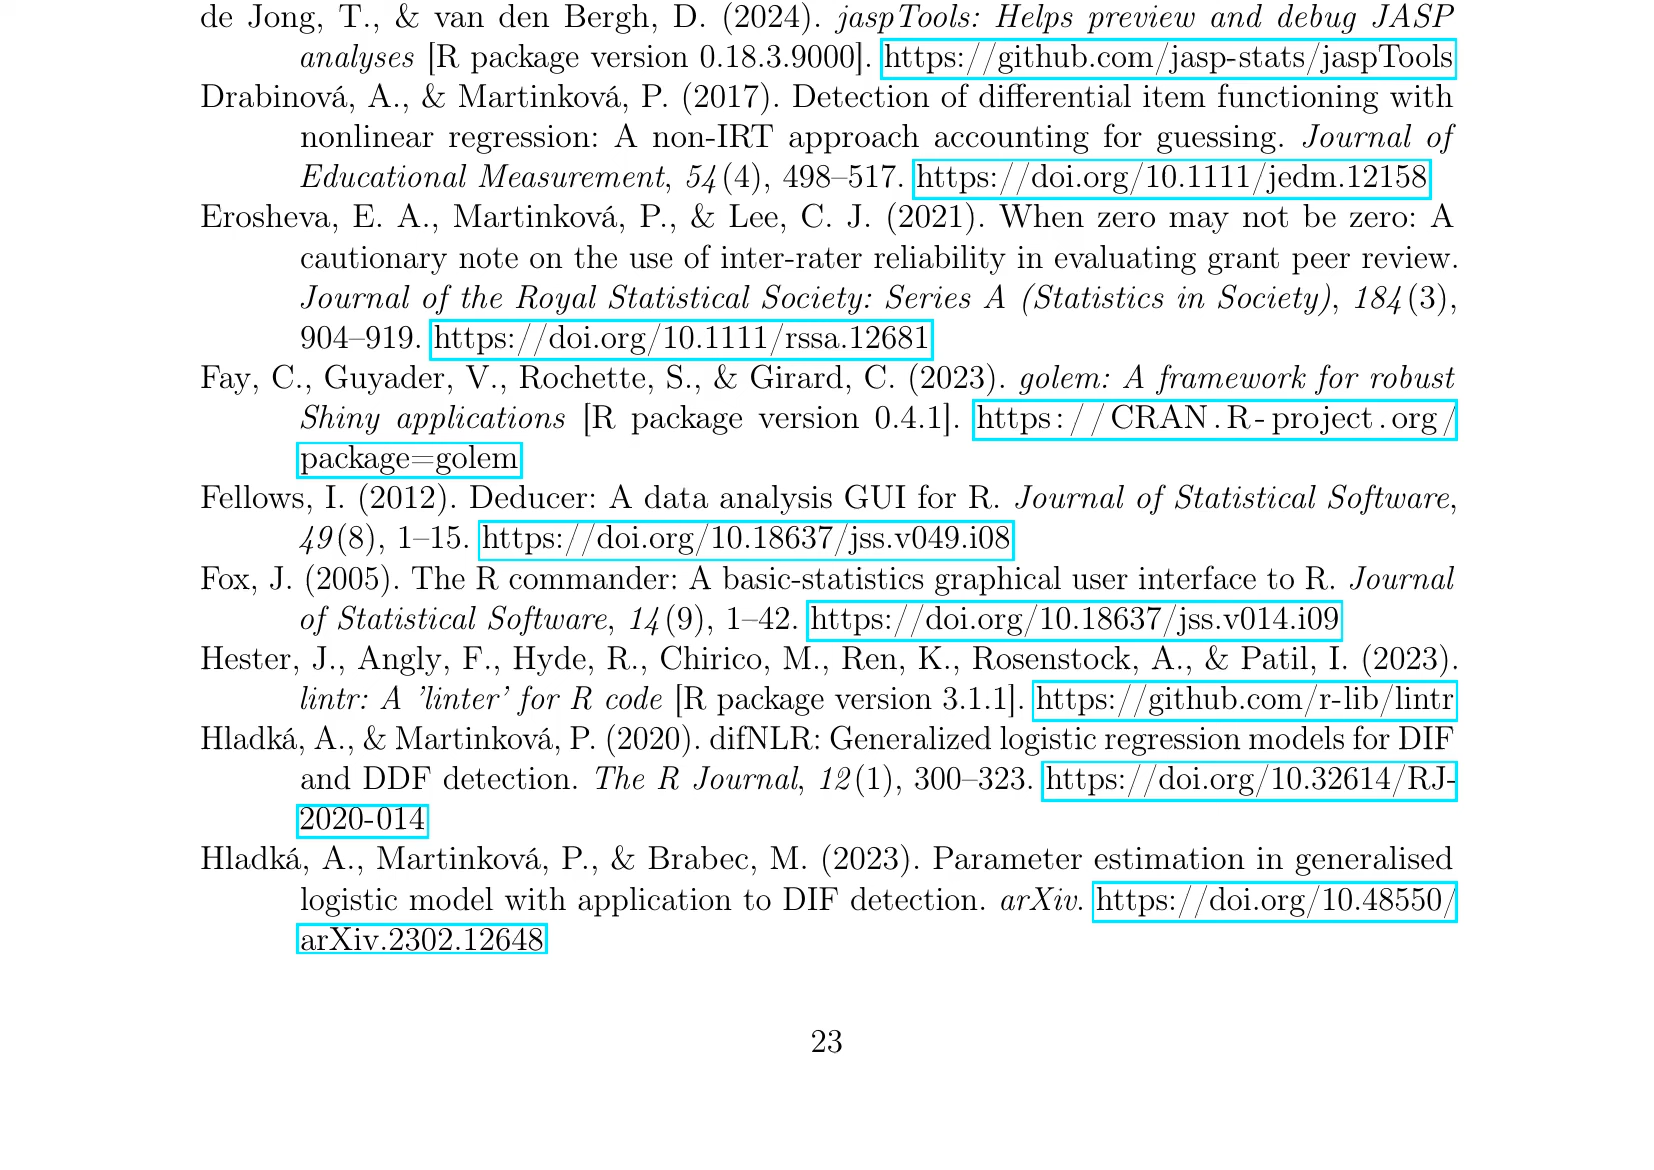 de Jong, T., & van den Bergh, D. (2024). jaspTools: Helps preview and debug JASP
analyses [R package version 0.18.3.9000]. https://github.com/jasp-stats/jaspTools
Drabinová, A., & Martinková, P. (2017). Detection of differential item functioning with
nonlinear regression: A non-IRT approach accounting for guessing. Journal of
Educational Measurement, 54(4), 498–517. https://doi.org/10.1111/jedm.12158
Erosheva, E. A., Martinková, P., & Lee, C. J. (2021). When zero may not be zero: A
cautionary note on the use of inter-rater reliability in evaluating grant peer review.
Journal of the Royal Statistical Society: Series A (Statistics in Society), 184(3),
904–919. https://doi.org/10.1111/rssa.12681
Fay, C., Guyader, V., Rochette, S., & Girard, C. (2023). golem: A framework for robust
Shiny applications [R package version 0.4.1]. https://CRAN.R-project.org/
package=golem
Fellows, I. (2012). Deducer: A data analysis GUI for R. Journal of Statistical Software,
49(8), 1–15. https://doi.org/10.18637/jss.v049.i08
Fox, J. (2005). The R commander: A basic-statistics graphical user interface to R. Journal
of Statistical Software, 14(9), 1–42. https://doi.org/10.18637/jss.v014.i09
Hester, J., Angly, F., Hyde, R., Chirico, M., Ren, K., Rosenstock, A., & Patil, I. (2023).
lintr: A ’linter’ for R code [R package version 3.1.1]. https://github.com/r-lib/lintr
Hladká, A., & Martinková, P. (2020). difNLR: Generalized logistic regression models for DIF
and DDF detection. The R Journal, 12(1), 300–323. https://doi.org/10.32614/RJ-
2020-014
Hladká, A., Martinková, P., & Brabec, M. (2023). Parameter estimation in generalised
logistic model with application to DIF detection. arXiv. https://doi.org/10.48550/
arXiv.2302.12648
23